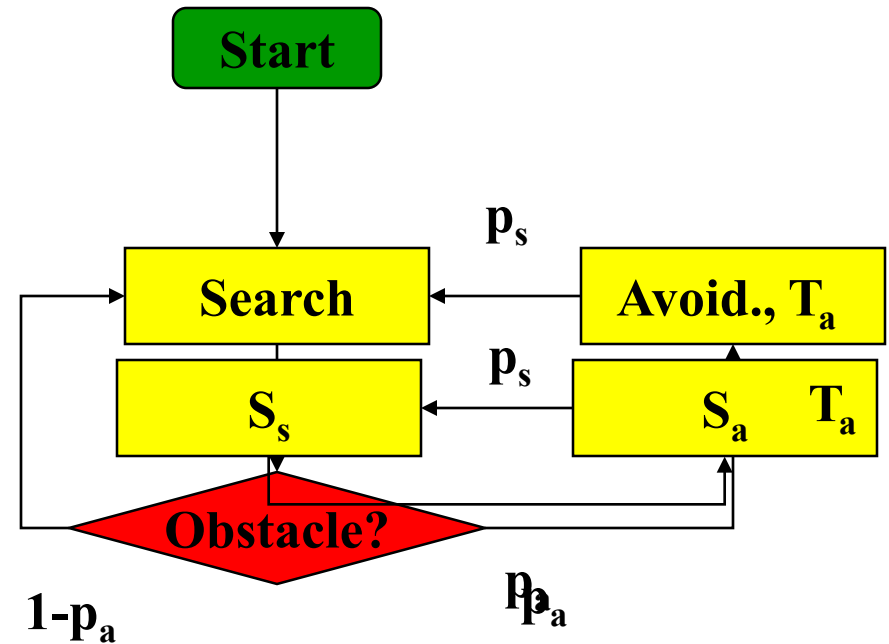 Start
pₛ
Search
Avoid., Tₐ
pₛ
Sₛ
Sₐ Tₐ
Obstacle?
pₐ
1-pₐ